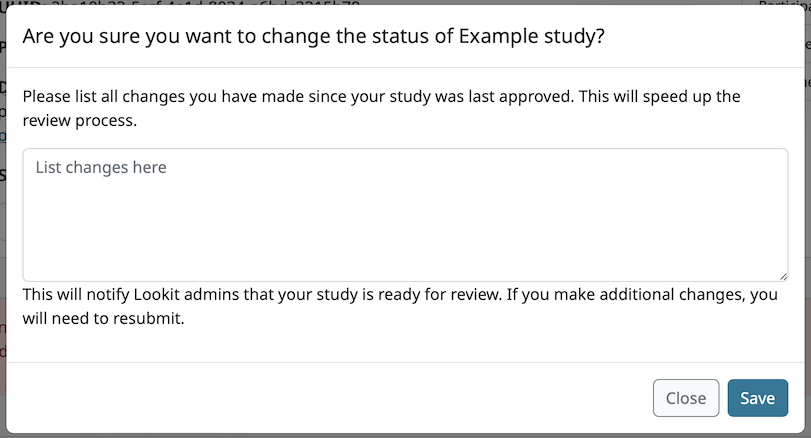 Are you sure you want to change the status of Example study?
Please list all changes you have made since your study was last approved. This will speed up the
review process.
List changes here
This will notify Lookit admins that your study is ready for review. If you make additional changes, you
will need to resubmit.
Close
Save